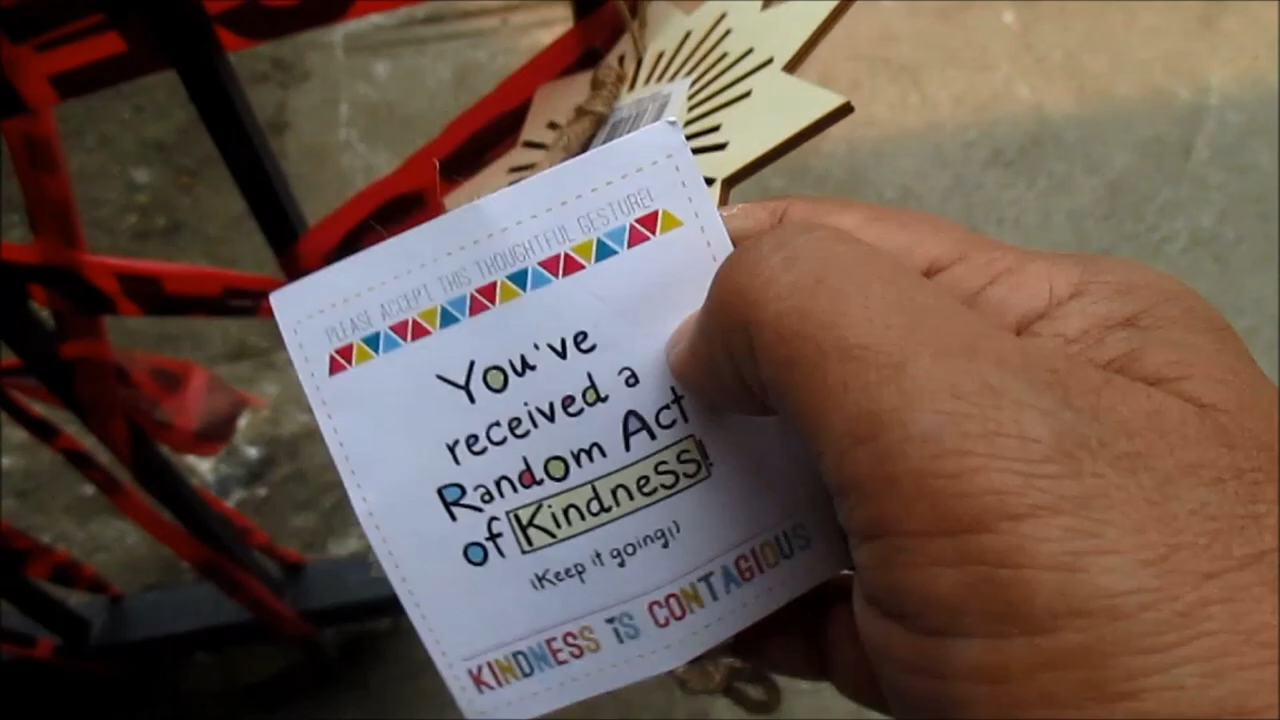 PLEASE ACCEPT THIS THOUGHTFUL GESTURE!
You've
received a
Random Act
of Kindness!
(Keep it going!)
KINDNESS iS CONTAGIOUS